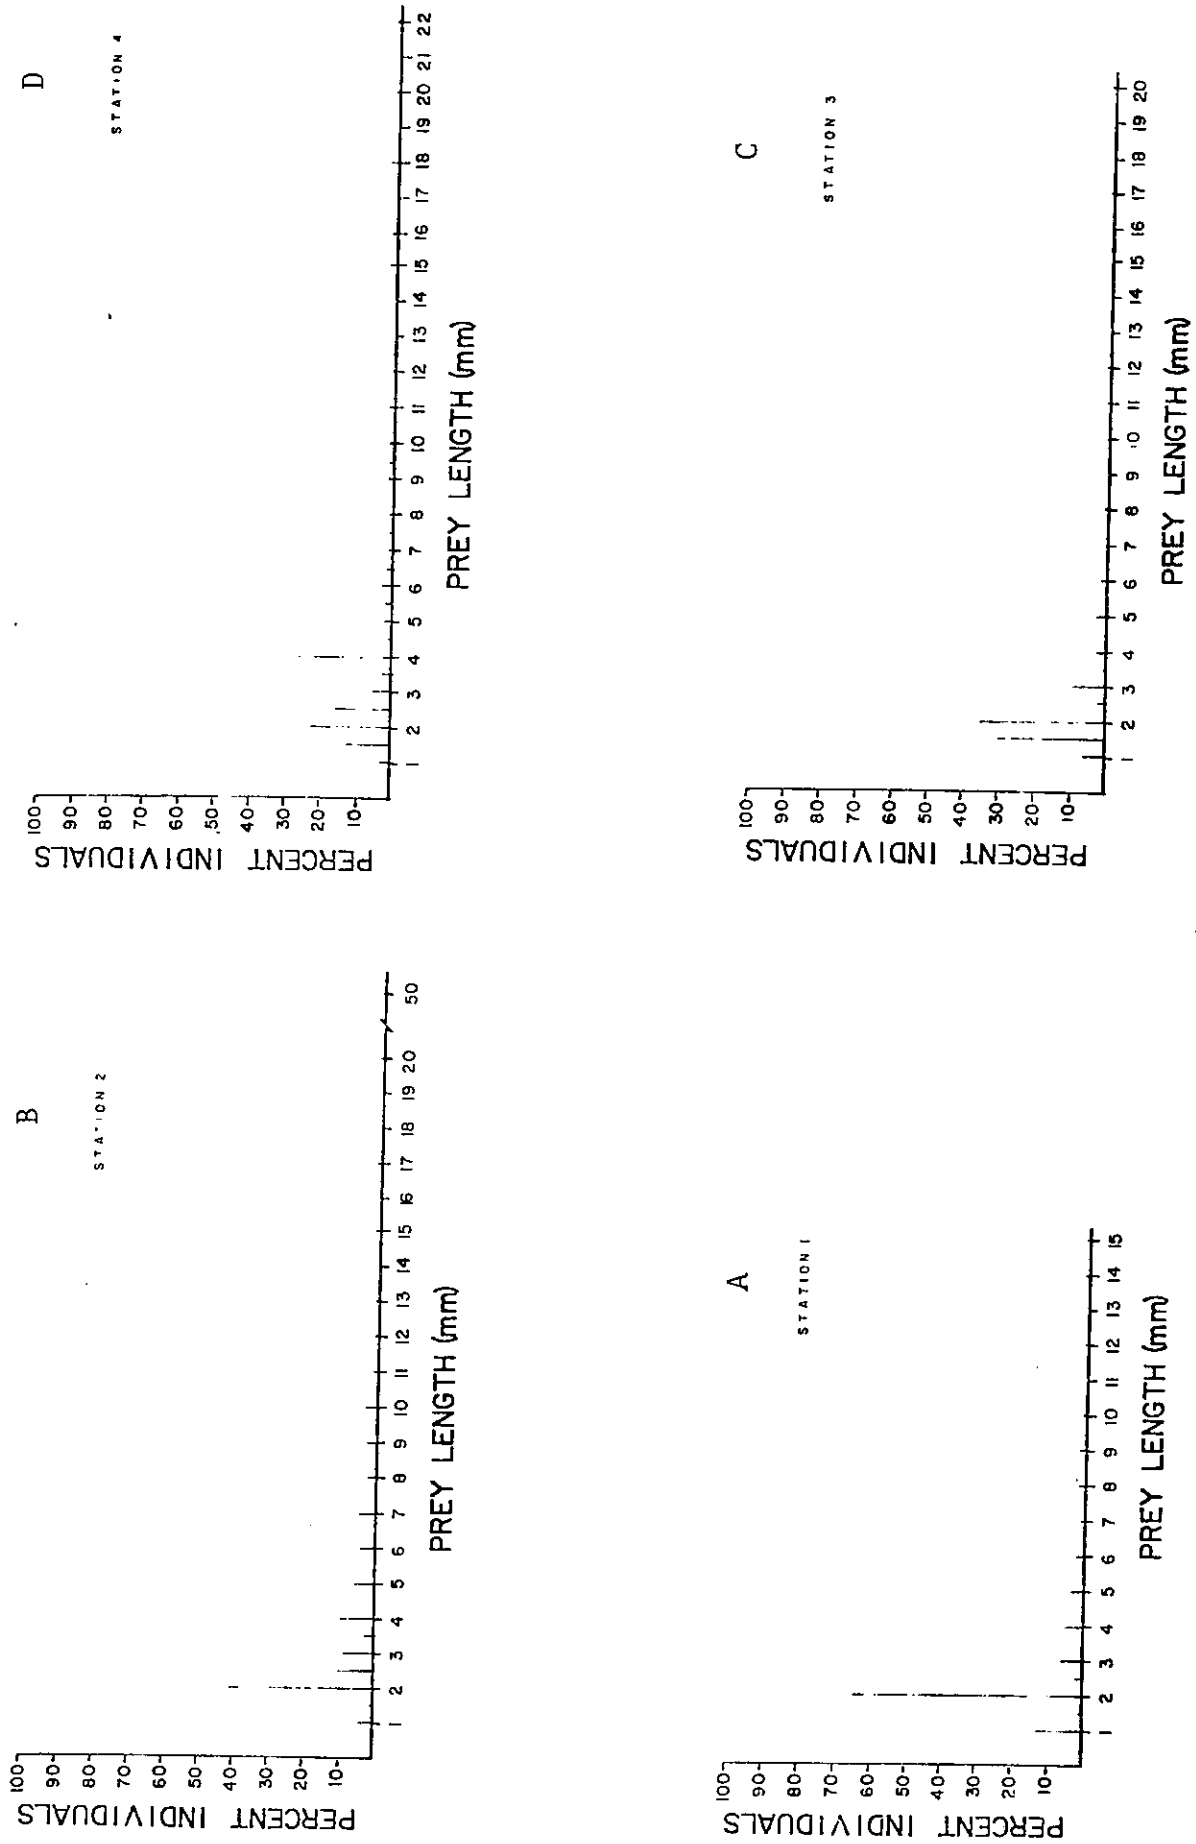 B
STATION 2
PERCENT INDIVIDUALS
100-
90-
80-
70-
60-
50-
40-
30-
20-
10-
1 2 3 4 5 6 7 8 9 10 11 12 13 14 15 16 17 18 19 20 50
PREY LENGTH (mm)
D
STATION 4
PERCENT INDIVIDUALS
100-
90-
80-
70-
60-
50-
40-
30-
20-
10-
1 2 3 4 5 6 7 8 9 10 11 12 13 14 15 16 17 18 19 20 21 22
PREY LENGTH (mm)
A
STATION 1
PERCENT INDIVIDUALS
100-
90-
80-
70-
60-
50-
40-
30-
20-
10-
1 2 3 4 5 6 7 8 9 10 11 12 13 14 15
PREY LENGTH (mm)
C
STATION 3
PERCENT INDIVIDUALS
100-
90-
80-
70-
60-
50-
40-
30-
20-
10-
1 2 3 4 5 6 7 8 9 10 11 12 13 14 15 16 17 18 19 20
PREY LENGTH (mm)